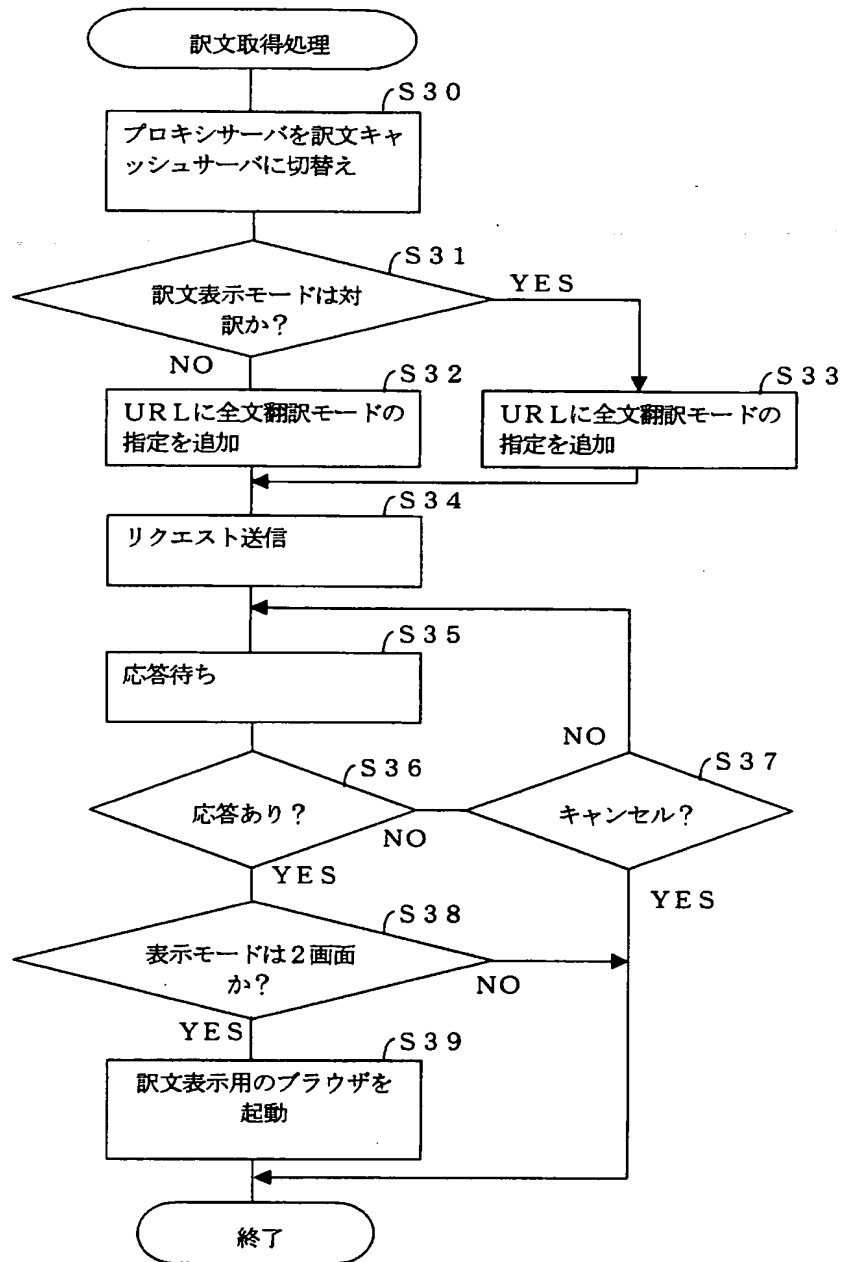 訳文取得処理
S30
プロキシサーバを訳文キャ
ッシュサーバに切替え
S31
訳文表示モードは対
訳か?
YES
NO
S32
URLに全文翻訳モードの
指定を追加
S33
URLに全文翻訳モードの
指定を追加
S34
リクエスト送信
S35
応答待ち
S36
応答あり?
NO
YES
S37
キャンセル?
NO
YES
S38
表示モードは2画面
か?
NO
YES
S39
訳文表示用のブラウザを
起動
終了